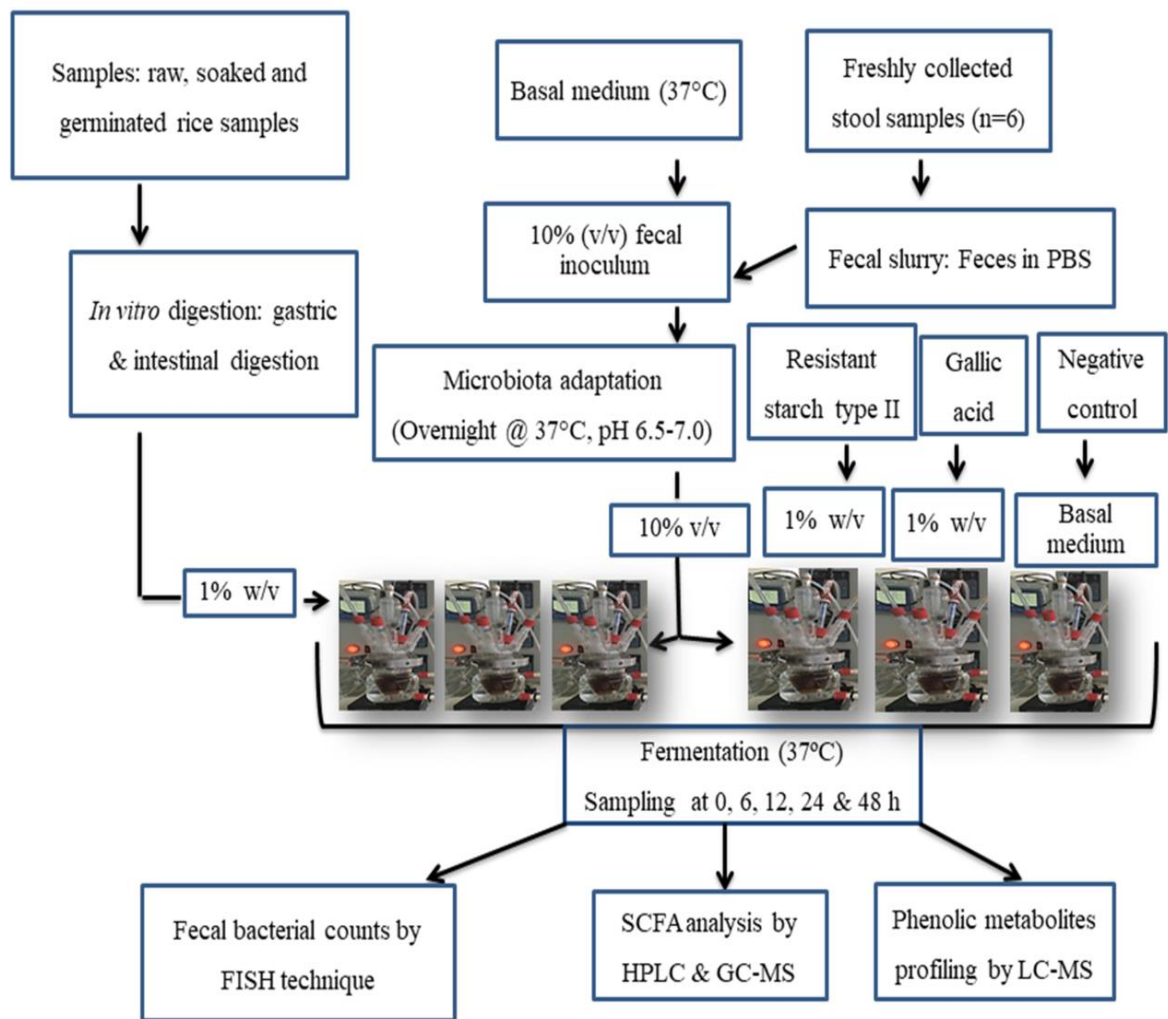 Samples: raw, soaked and
germinated rice samples
Basal medium (37°C)
Freshly collected
stool samples (n=6)
10% (v/v) fecal
inoculum
Fecal slurry: Feces in PBS
In vitro digestion: gastric
& intestinal digestion
Microbiota adaptation
(Overnight @ 37°C, pH 6.5-7.0)
Resistant
starch type II
Gallic
acid
Negative
control
10% v/v
1% w/v
1% w/v
Basal
medium
1% w/v
Fermentation (37°C)
Sampling at 0, 6, 12, 24 & 48 h
Fecal bacterial counts by
FISH technique
SCFA analysis by
HPLC & GC-MS
Phenolic metabolites
profiling by LC-MS